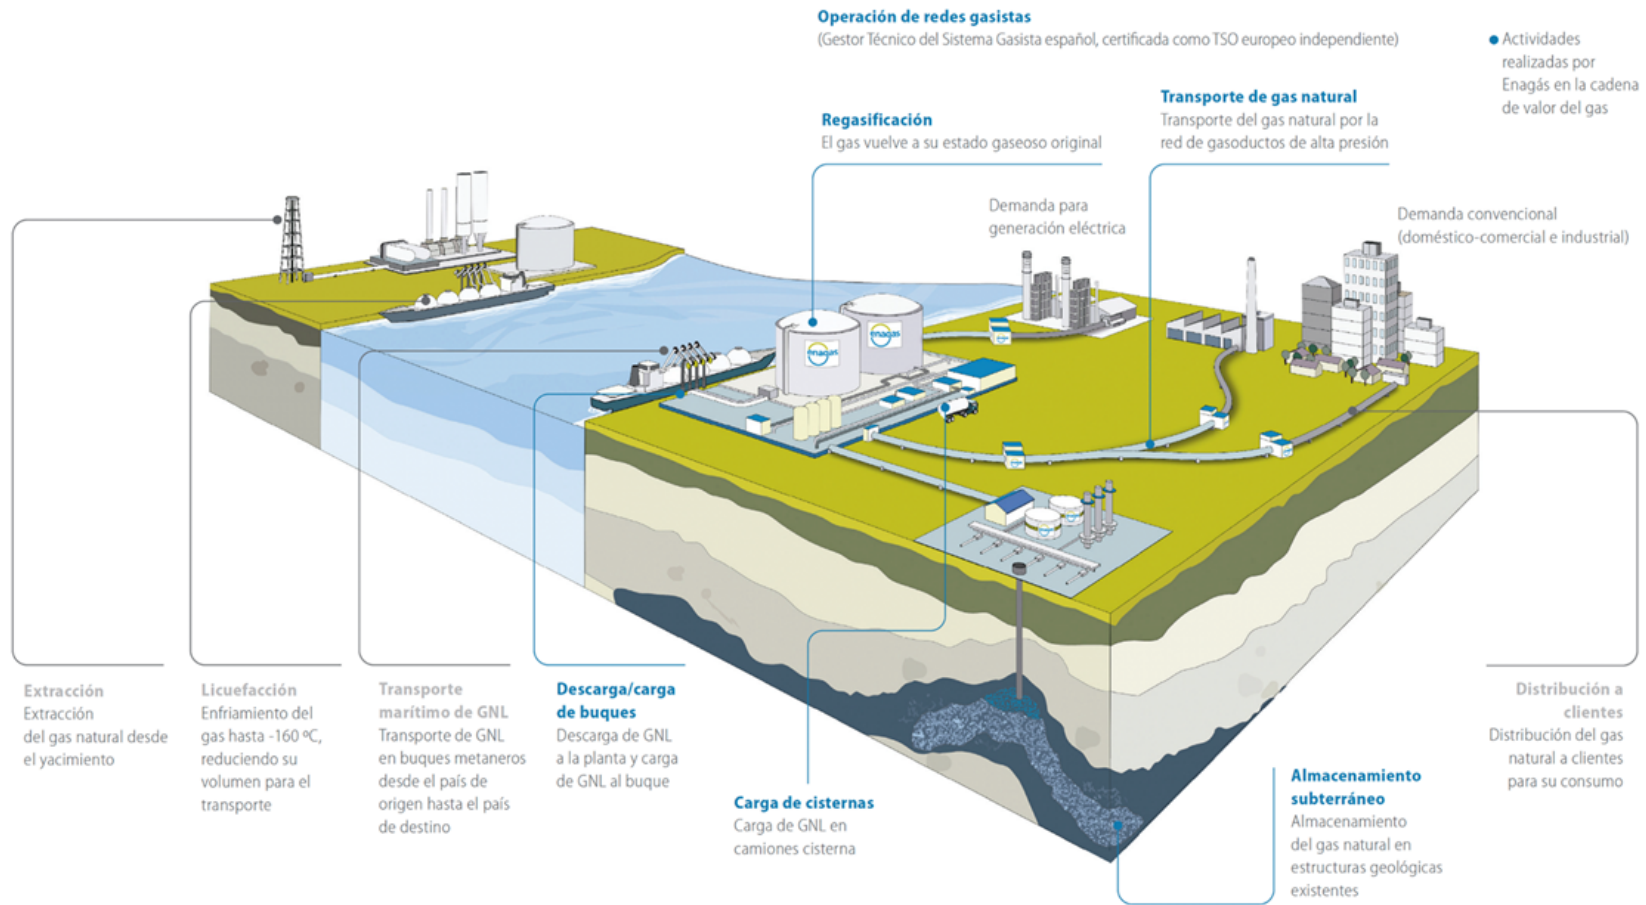 Operación de redes gasistas
(Gestor Técnico del Sistema Gasista español, certificada como TSO europeo independiente)
Actividades
realizadas por
Enagás en la cadena
de valor del gas
Transporte de gas natural
Transporte del gas natural por la
red de gasoductos de alta presión
Regasificación
El gas vuelve a su estado gaseoso original
Demanda para
generación eléctrica
Demanda convencional
(doméstico-comercial e industrial)
enagas
enagas
Extracción
Extracción
del gas natural desde
el yacimiento
Licuefacción
Enfriamiento del
gas hasta -160 ºC,
reduciendo su
volumen para el
transporte
Transporte
marítimo de GNL
Transporte de GNL
en buques metaneros
desde el país de
origen hasta el país
de destino
Descarga/carga
de buques
Descarga de GNL
a la planta y carga
de GNL al buque
Carga de cisternas
Carga de GNL en
camiones cisterna
Almacenamiento
subterráneo
Almacenamiento
del gas natural en
estructuras geológicas
existentes
Distribución a
clientes
Distribución del gas
natural a clientes
para su consumo